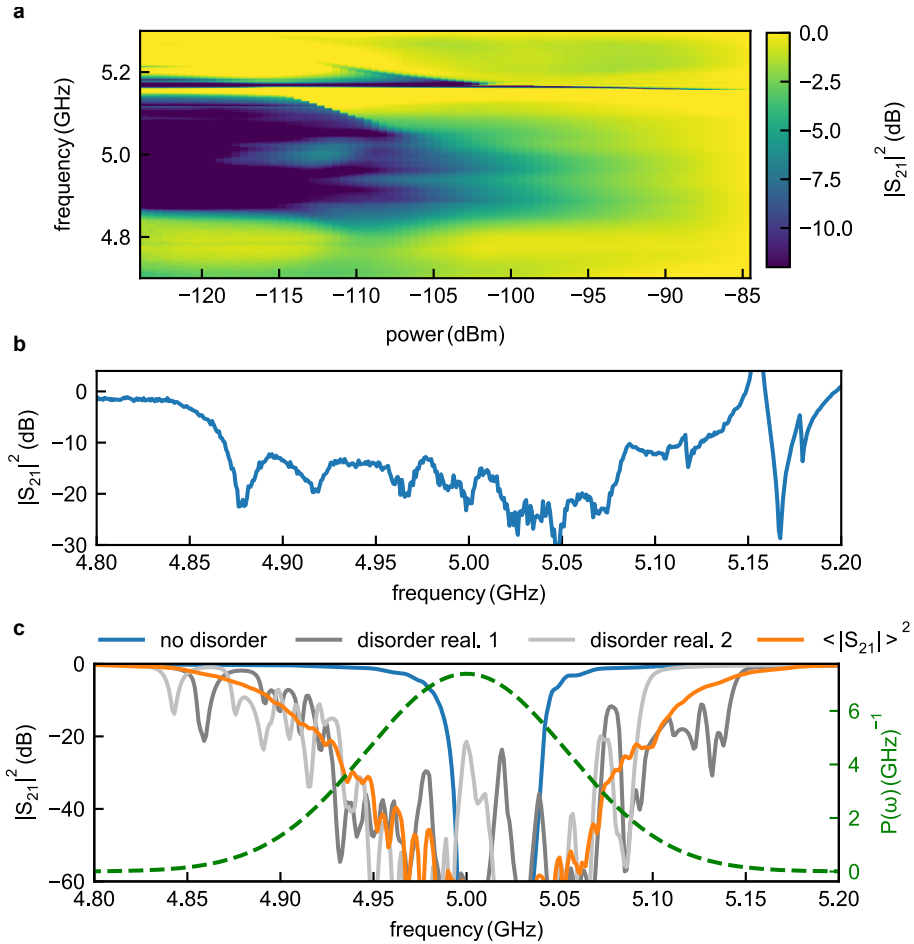 a
frequency (GHz)
5.2
5.0
4.8
−120 −115 −110 −105 −100 −95 −90 −85
power (dBm)
0.0
−2.5
−5.0
−7.5
−10.0
|S21|² (dB)
b
|S21|² (dB)
0
−10
−20
−30
4.80 4.85 4.90 4.95 5.00 5.05 5.10 5.15 5.20
frequency (GHz)
c
no disorder disorder real. 1 disorder real. 2 <|S21|>²
|S21|² (dB)
0
−20
−40
−60
6
4
2
0
P(ω) (GHz)⁻¹
4.80 4.85 4.90 4.95 5.00 5.05 5.10 5.15 5.20
frequency (GHz)